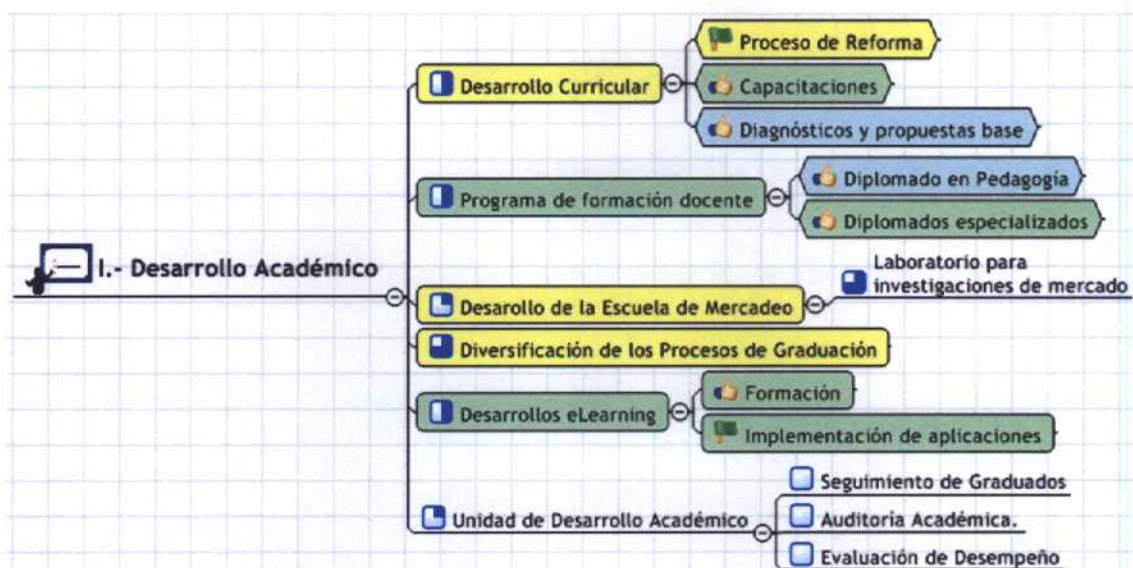 I.- Desarrollo Académico
Desarrollo Curricular
Proceso de Reforma
Capacitaciones
Diagnósticos y propuestas base
Programa de formación docente
Diplomado en Pedagogía
Diplomados especializados
Desarollo de la Escuela de Mercadeo
Laboratorio para
investigaciones de mercado
Diversificación de los Procesos de Graduación
Desarrollos eLearning
Formación
Implementación de aplicaciones
Unidad de Desarrollo Académico
Seguimiento de Graduados
Auditoría Académica.
Evaluación de Desempeño